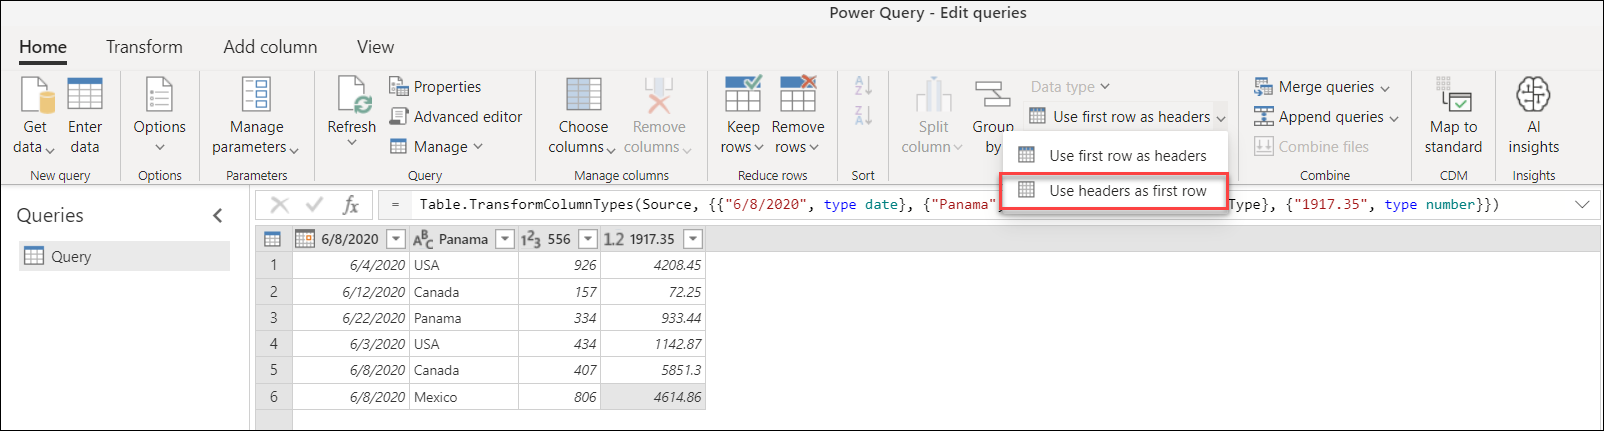 Power Query - Edit queries
Home Transform Add column View
Get data
Enter data
New query
Options
Options
Manage parameters
Parameters
Refresh
Properties
Advanced editor
Manage
Query
Choose columns
Remove columns
Manage columns
Keep rows
Remove rows
Reduce rows
A
Z
Z
A
Sort
Split column
Group by
Data type
Use first row as headers
Use first row as headers
Use headers as first row
Merge queries
Append queries
Combine files
Combine
Map to standard
CDM
AI insights
Insights
Queries
Query
fx
= Table.TransformColumnTypes(Source, {{"6/8/2020", type date}, {"Panama", Type}, {"1917.35", type number}})
6/8/2020 ABC Panama 123 556 1.2 1917.35
1 6/4/2020 USA 926 4208.45
2 6/12/2020 Canada 157 72.25
3 6/22/2020 Panama 334 933.44
4 6/3/2020 USA 434 1142.87
5 6/8/2020 Canada 407 5851.3
6 6/8/2020 Mexico 806 4614.86